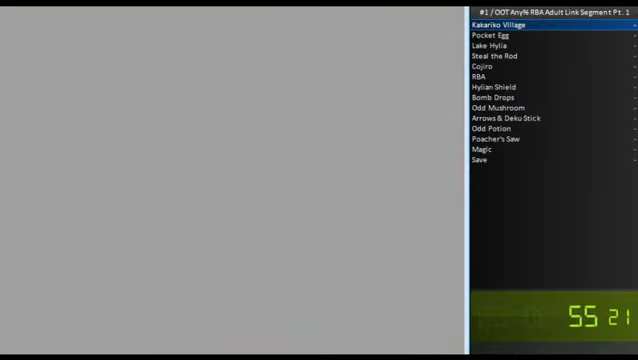 #1 / OOT Any% RBA Adult Link Segment Pt. 1
Kakariko Village -
Pocket Egg -
Lake Hylia -
Steal the Rod -
Cojiro -
RBA -
Hylian Shield -
Bomb Drops -
Odd Mushroom -
Arrows & Deku Stick -
Odd Potion -
Poacher's Saw -
Magic -
Save -
55 21